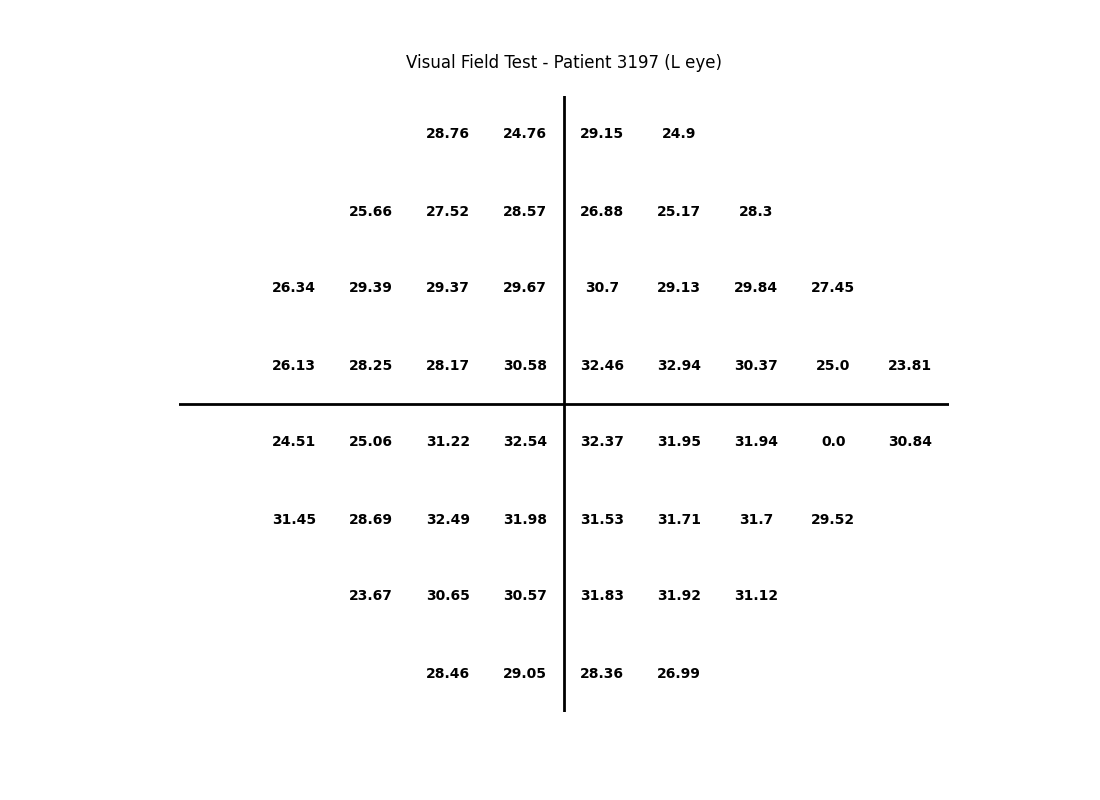 Visual Field Test - Patient 3197 (L eye)
28.76 24.76 29.15 24.9
25.66 27.52 28.57 26.88 25.17 28.3
26.34 29.39 29.37 29.67 30.7 29.13 29.84 27.45
26.13 28.25 28.17 30.58 32.46 32.94 30.37 25.0 23.81
24.51 25.06 31.22 32.54 32.37 31.95 31.94 0.0 30.84
31.45 28.69 32.49 31.98 31.53 31.71 31.7 29.52
23.67 30.65 30.57 31.83 31.92 31.12
28.46 29.05 28.36 26.99